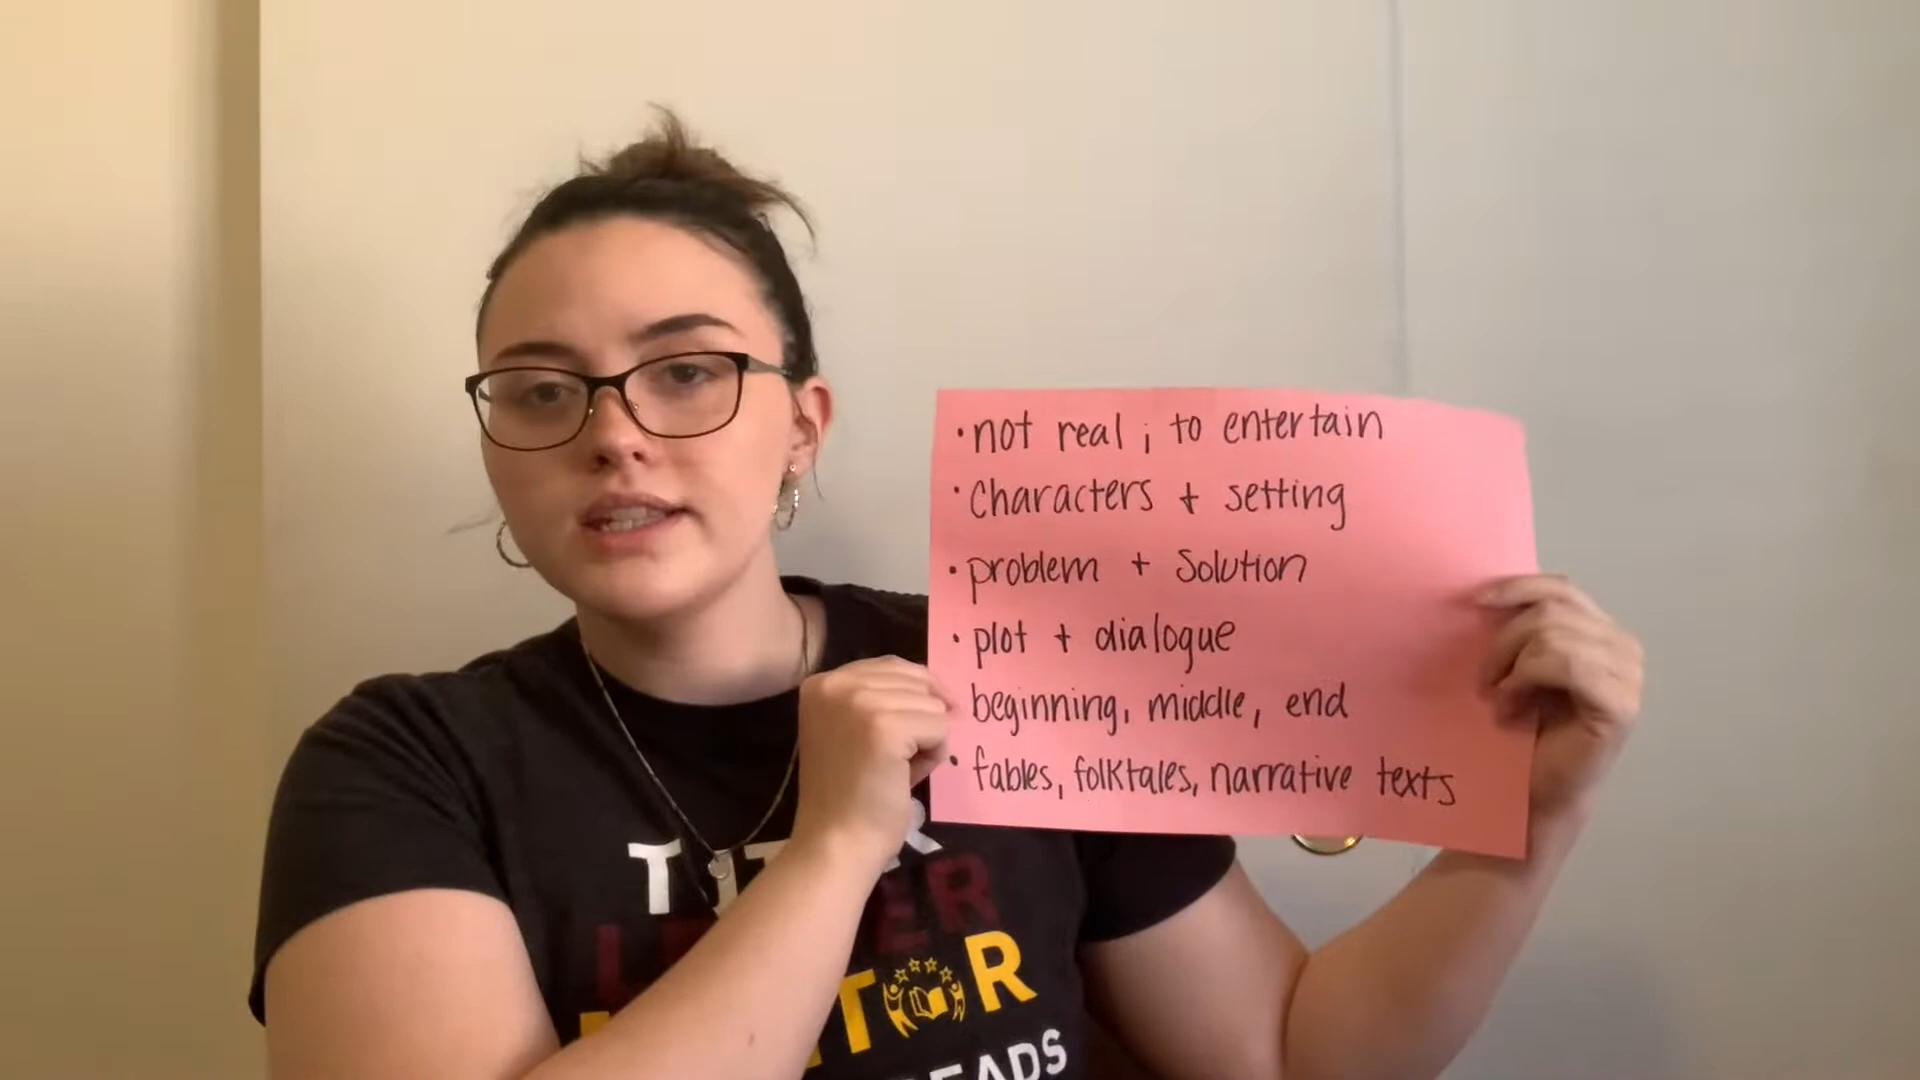 •not real ; to entertain
•Characters + setting
•problem + Solution
•plot + dialogue
beginning, middle, end
•fables, folktales, narrative texts